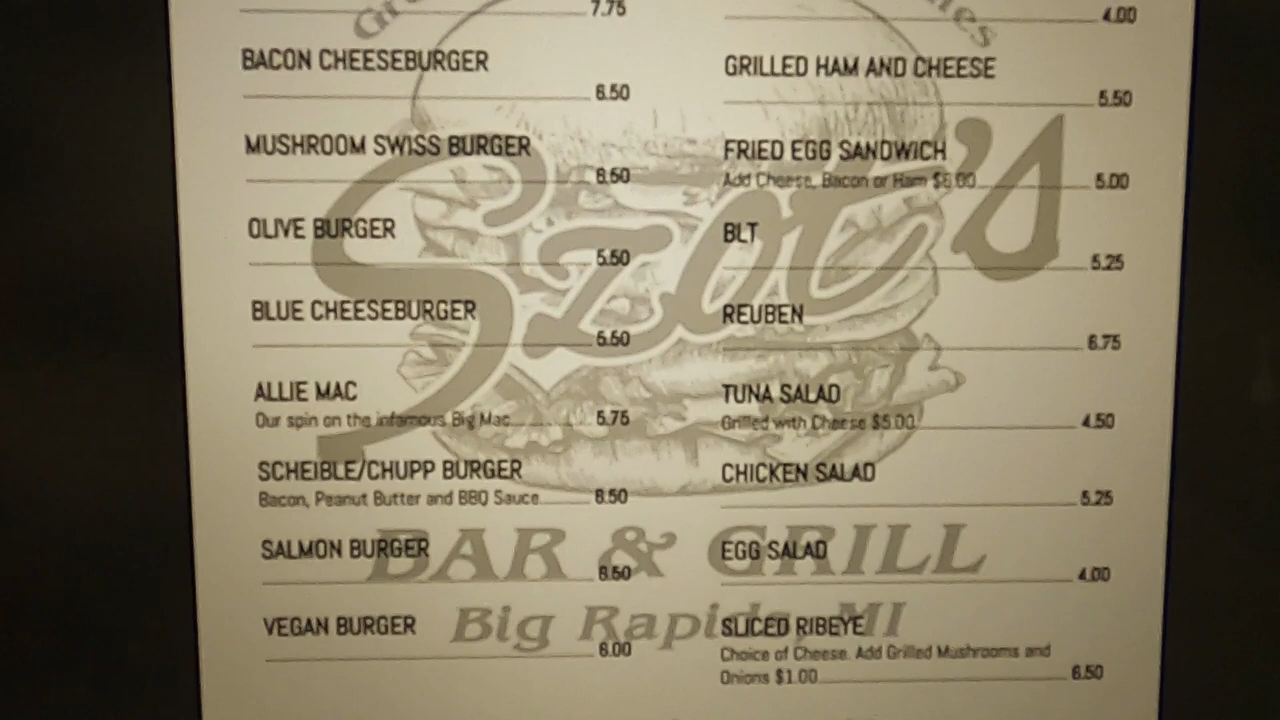 7.75
BACON CHEESEBURGER
6.50
MUSHROOM SWISS BURGER
6.50
OLIVE BURGER
5.50
BLUE CHEESEBURGER
5.50
ALLIE MAC
Our spin on the infamous Big Mac 5.75
SCHEIBLE/CHUPP BURGER
Bacon, Peanut Butter and BBQ Sauce 6.50
SALMON BURGER
6.50
VEGAN BURGER
6.00
4.00
GRILLED HAM AND CHEESE
5.50
FRIED EGG SANDWICH
Add Cheese, Bacon or Ham $6.00 5.00
BLT
5.25
REUBEN
6.75
TUNA SALAD
Grilled with Cheese $5.00 4.50
CHICKEN SALAD
5.25
EGG SALAD
4.00
SLICED RIBEYE
Choice of Cheese. Add Grilled Mushrooms and
Onions $1.00 6.50
Szot's
BAR & GRILL
Big Rapids, MI